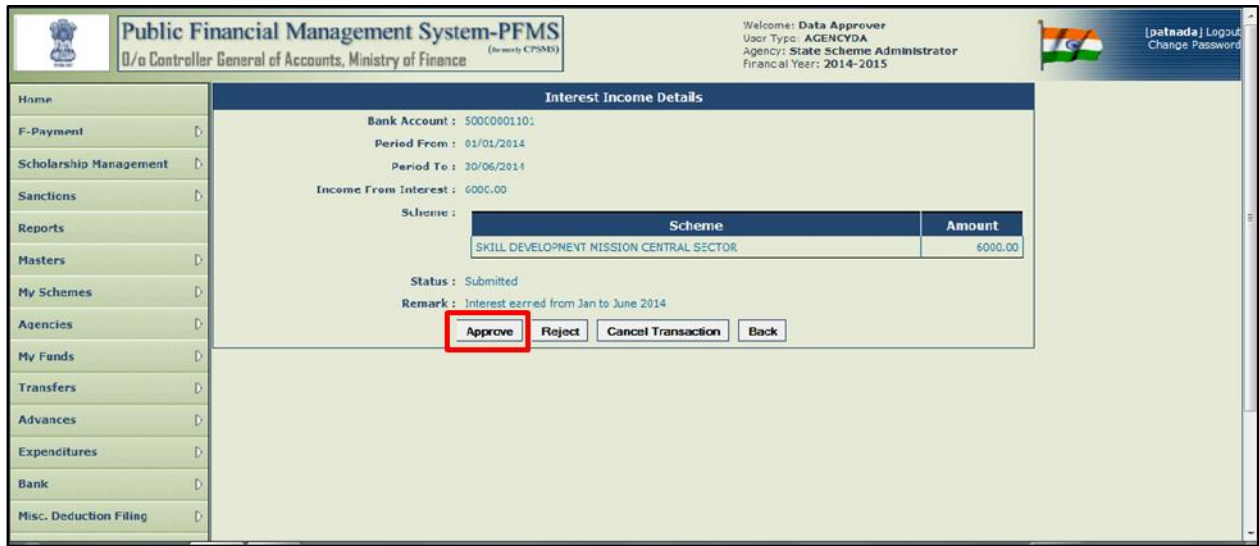 Public Financial Management System-PFMS
(formerly CPSMS)
O/o Controller General of Accounts, Ministry of Finance
Welcome: Data Approver
User Type: AGENCYDA
Agency: State Scheme Administrator
Financial Year: 2014-2015
[patnada] Logout
Change Password
Home
E-Payment
Scholarship Management
Sanctions
Reports
Masters
My Schemes
Agencies
My Funds
Transfers
Advances
Expenditures
Bank
Misc. Deduction Filing
Interest Income Details
Bank Account : 50000001101
Period From : 01/01/2014
Period To : 30/06/2014
Income From Interest : 6000.00
Scheme :
Scheme Amount
SKILL DEVELOPMENT MISSION CENTRAL SECTOR 6000.00
Status : Submitted
Remark : Interest earned from Jan to June 2014
Approve Reject Cancel Transaction Back